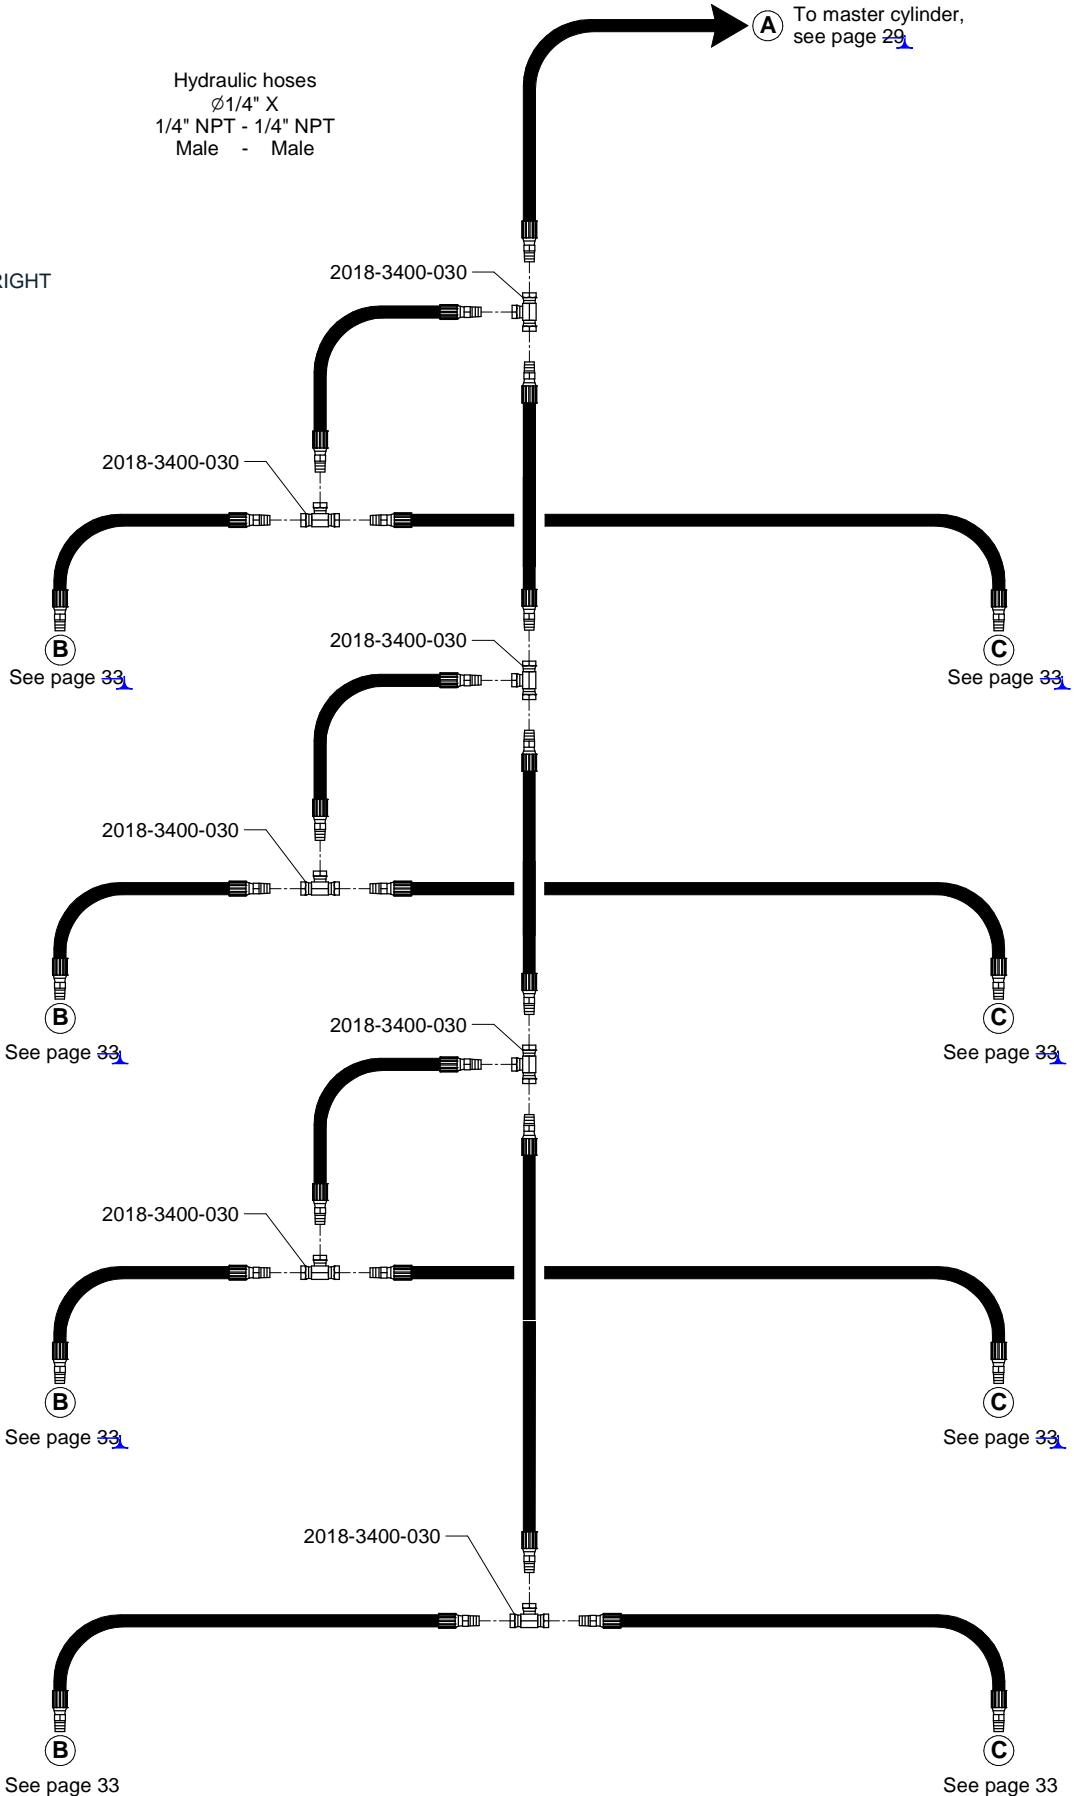 A
To master cylinder,
see page 29
Hydraulic hoses
∅1/4" X
1/4" NPT - 1/4" NPT
Male - Male
RIGHT
2018-3400-030
2018-3400-030
B
See page 33
C
See page 33
2018-3400-030
2018-3400-030
B
See page 33
C
See page 33
2018-3400-030
2018-3400-030
B
See page 33
C
See page 33
2018-3400-030
B
See page 33
C
See page 33